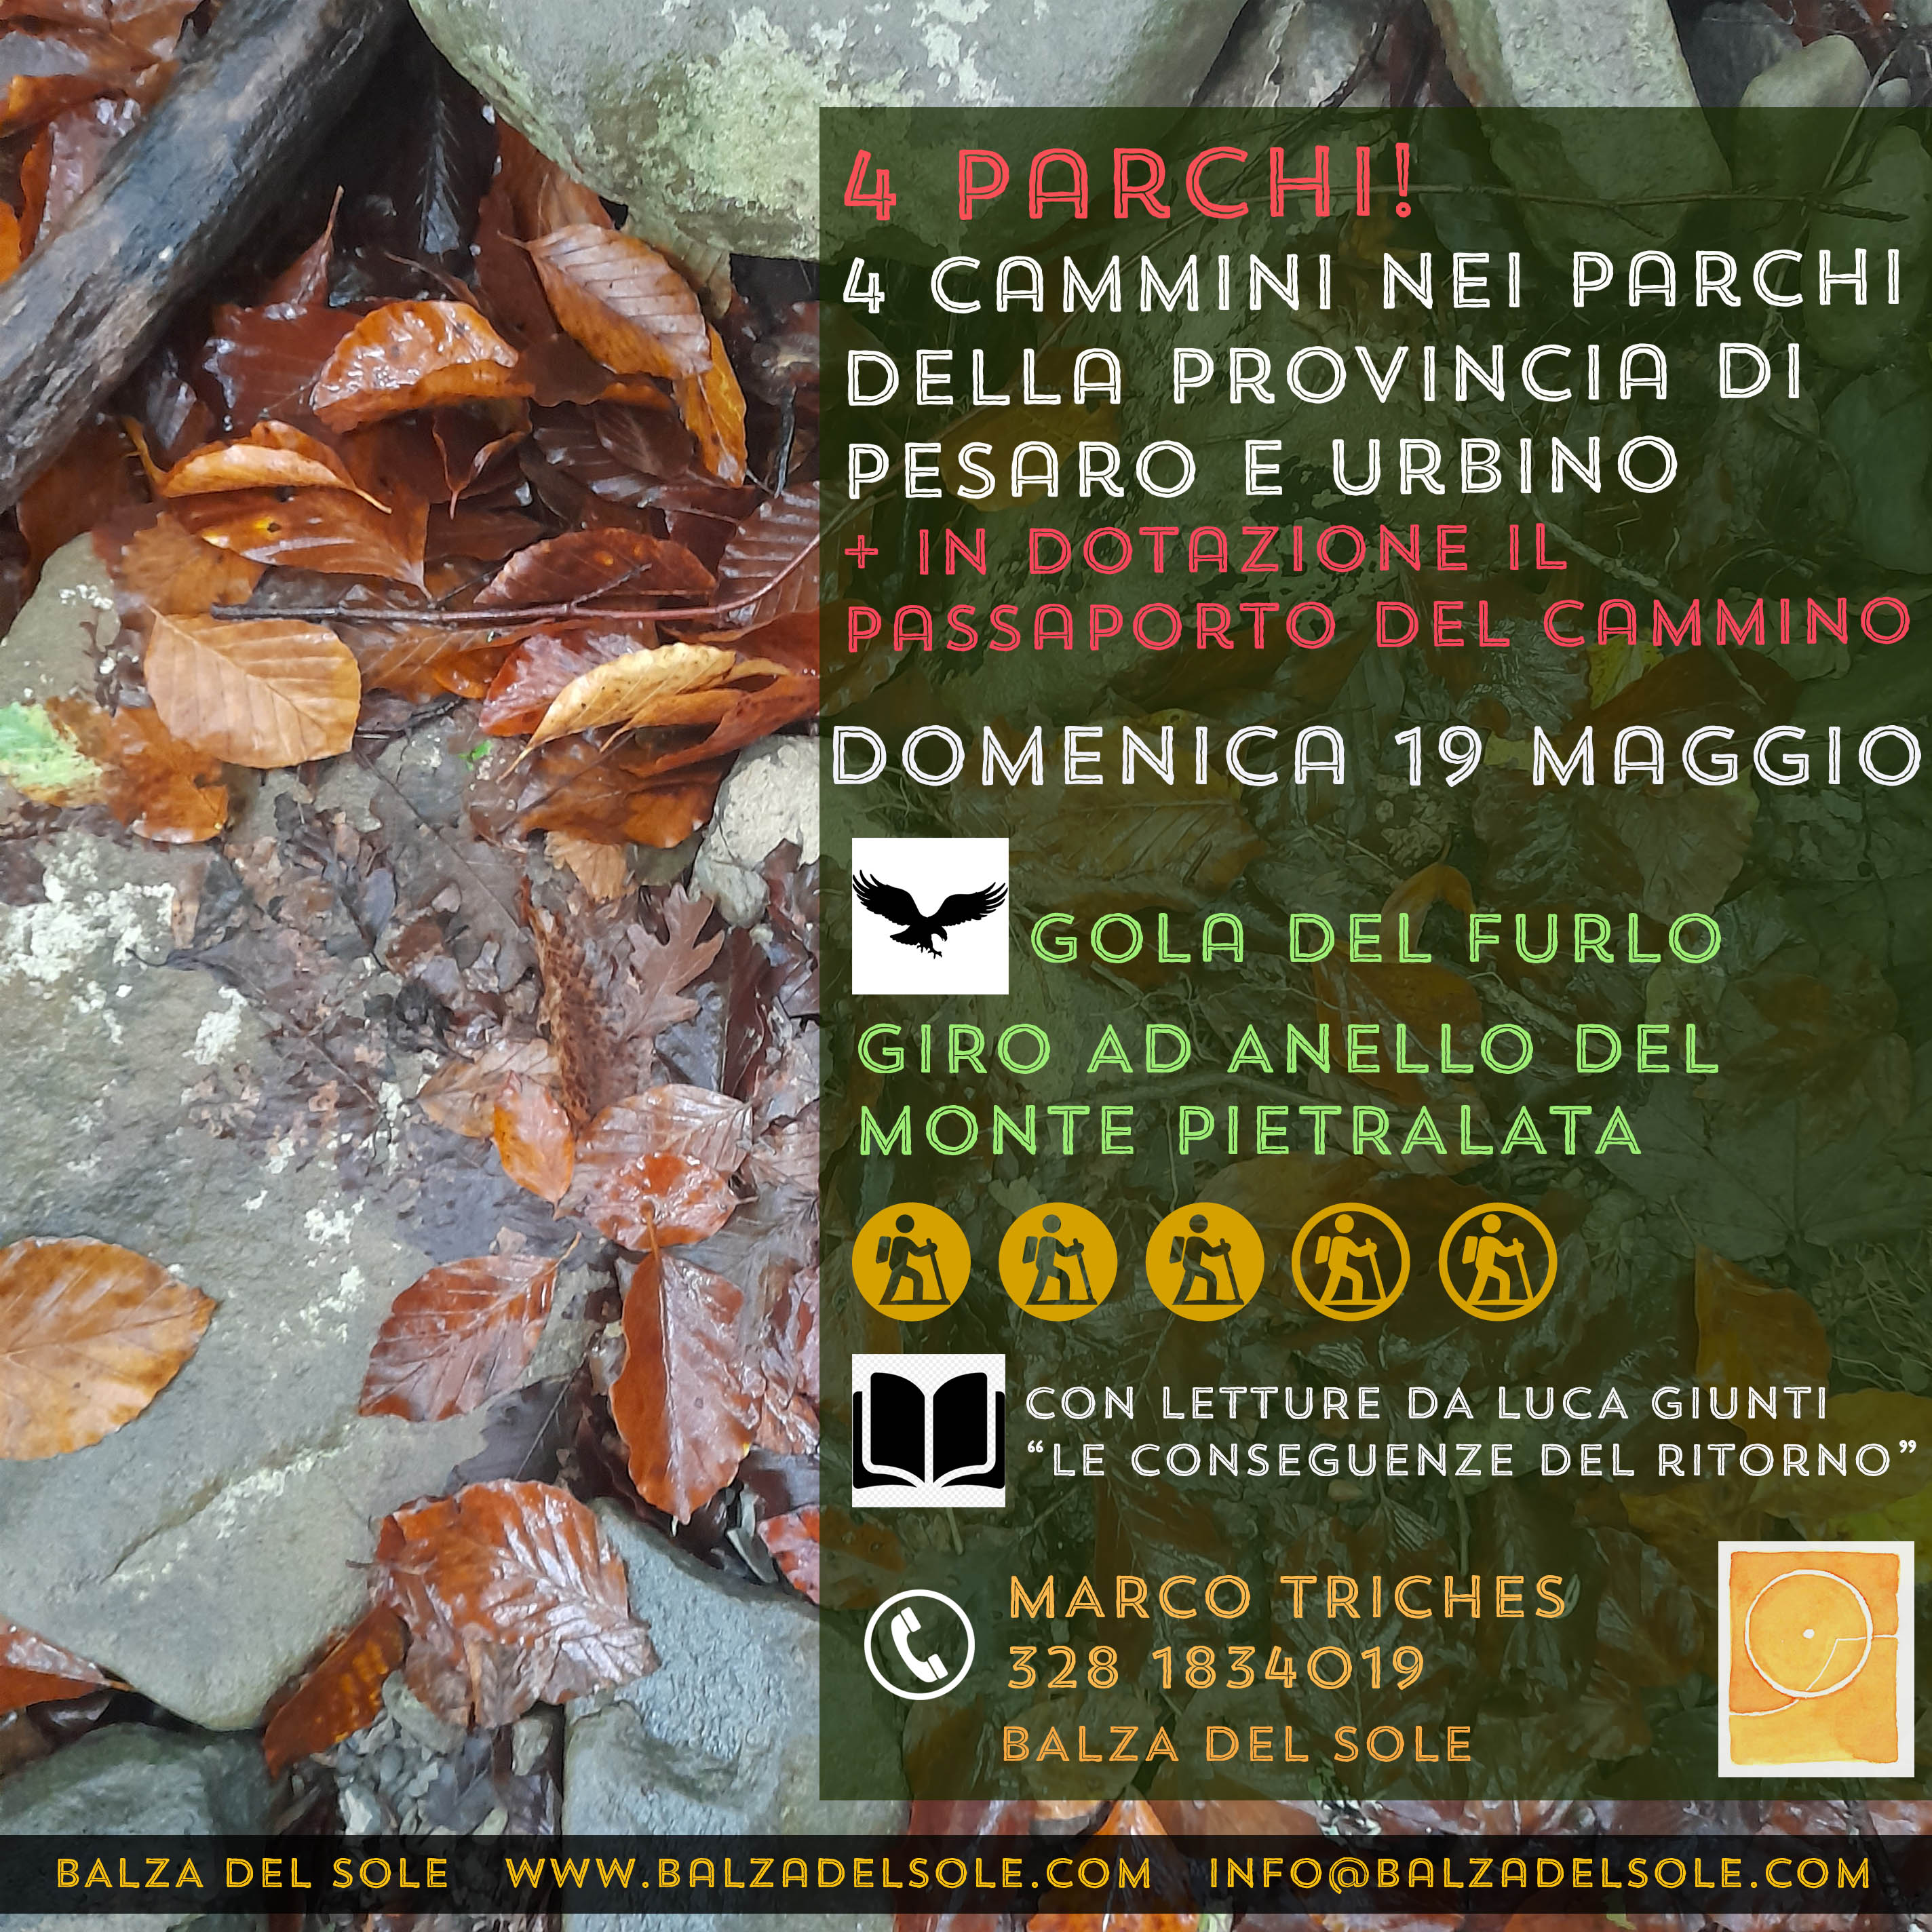 4 PARCHI!
4 CAMMINI NEI PARCHI
DELLA PROVINCIA DI
PESARO E URBINO
+ IN DOTAZIONE IL
PASSAPORTO DEL CAMMINO
DOMENICA 19 MAGGIO
GOLA DEL FURLO
GIRO AD ANELLO DEL
MONTE PIETRALATA
CON LETTURE DA LUCA GIUNTI
“LE CONSEGUENZE DEL RITORNO”
MARCO TRICHES
328 1834019
BALZA DEL SOLE
BALZA DEL SOLE WWW.BALZADELSOLE.COM INFO@BALZADELSOLE.COM